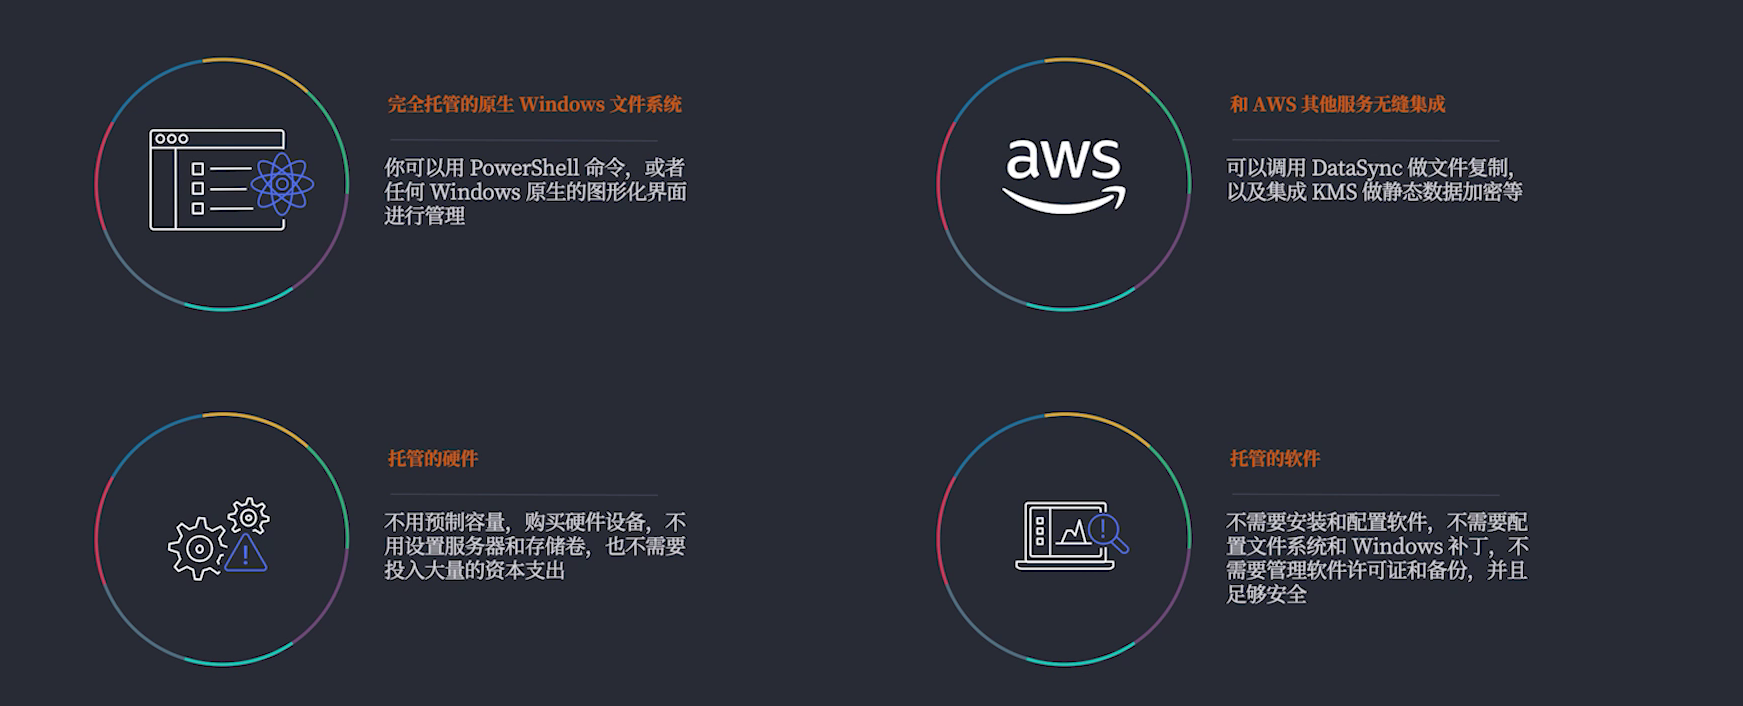 完全托管的原生 Windows 文件系统
你可以用 PowerShell 命令，或者
任何 Windows 原生的图形化界面
进行管理
aws
和 AWS 其他服务无缝集成
可以调用 DataSync 做文件复制，
以及集成 KMS 做静态数据加密等
托管的硬件
不用预制容量，购买硬件设备，不
用设置服务器和存储卷，也不需要
投入大量的资本支出
托管的软件
不需要安装和配置软件，不需要配
置文件系统和 Windows 补丁，不
需要管理软件许可证和备份，并且
足够安全